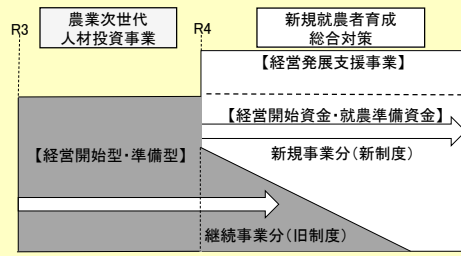 R3
農業次世代
人材投資事業
R4
新規就農者育成
総合対策
【経営発展支援事業】
【経営開始資金・就農準備資金】
【経営開始型・準備型】
新規事業分(新制度)
継続事業分(旧制度)